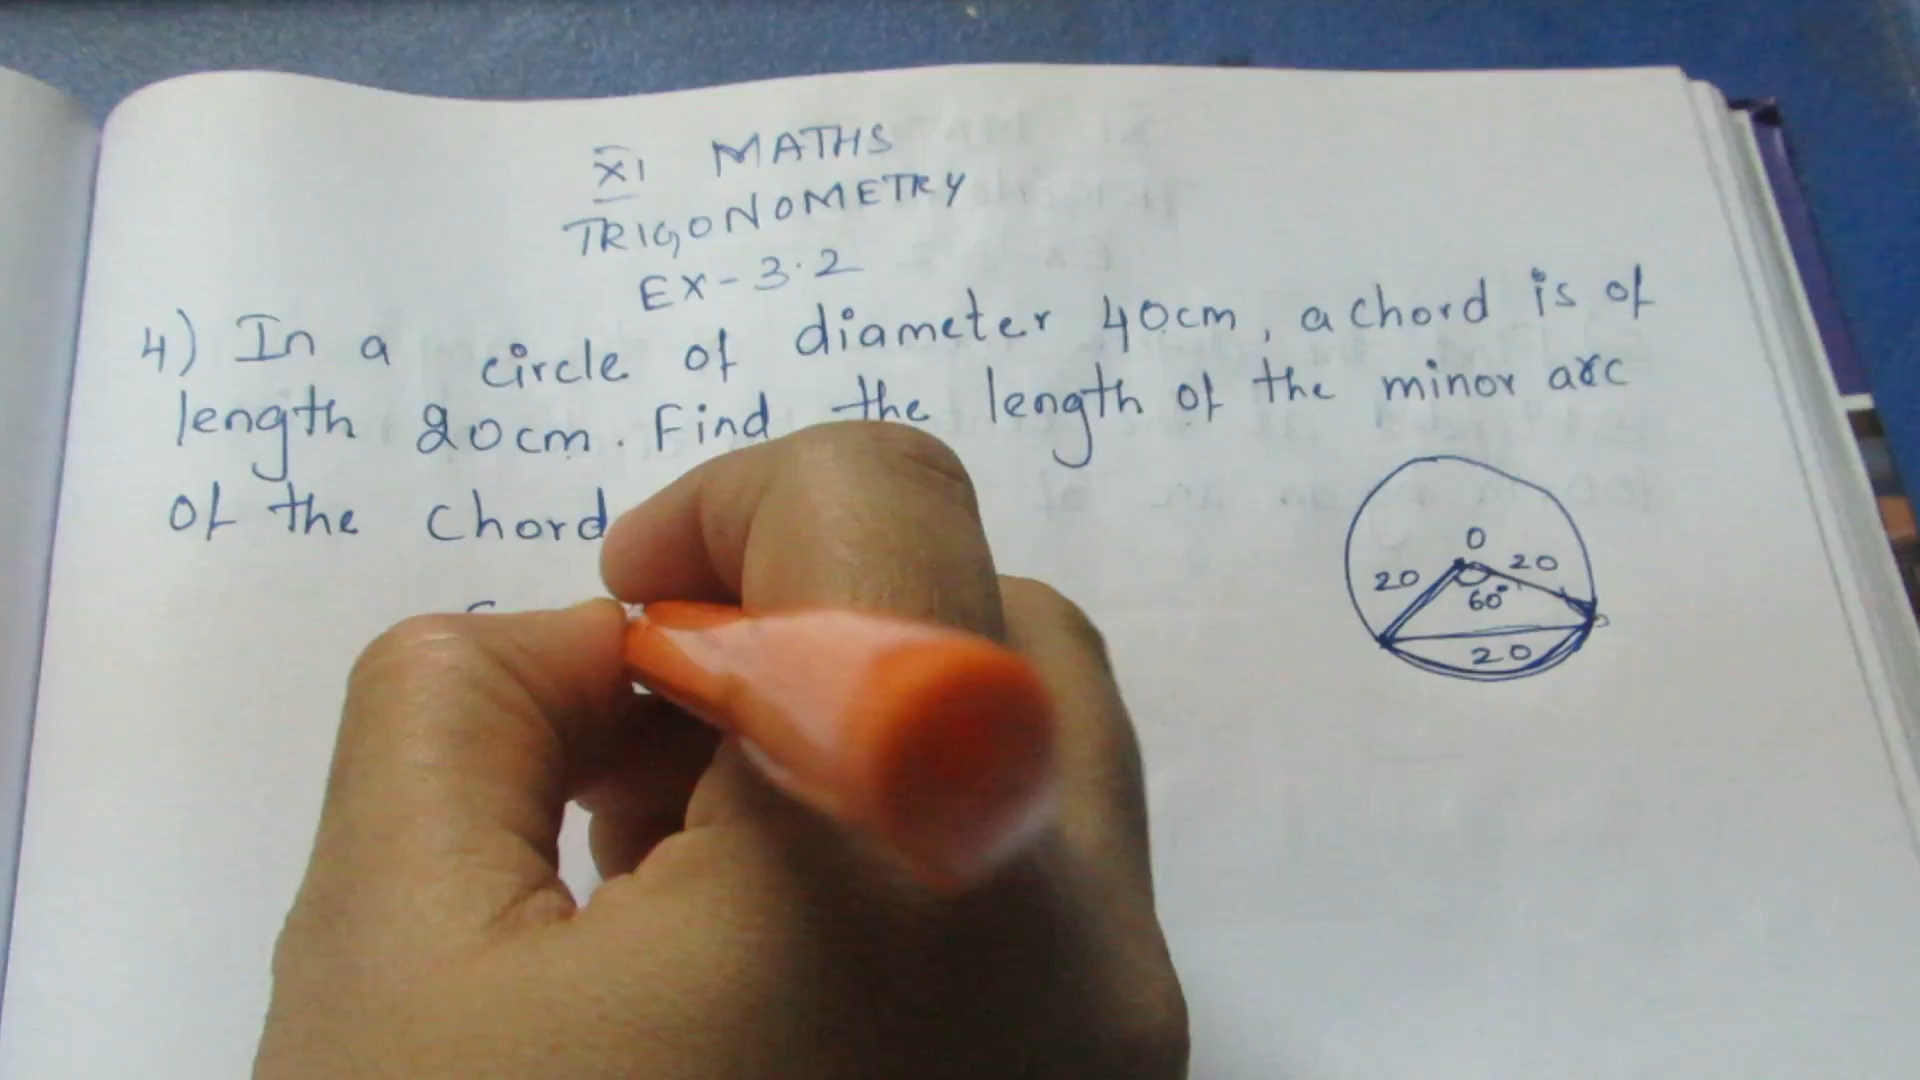 XI MATHS
TRIGONOMETRY
EX-3.2
4) In a circle of diameter 40cm, a chord is of
length 20cm. Find the length of the minor arc
of the chord
O
20 20
60°
20